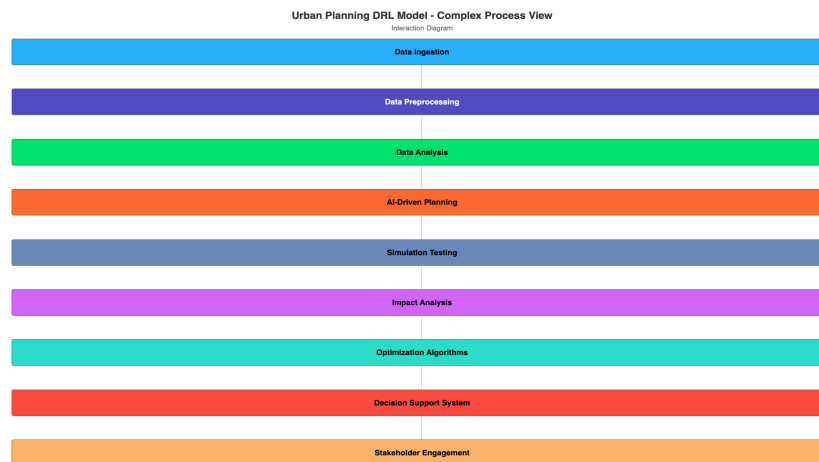 Urban Planning DRL Model - Complex Process View
Interaction Diagram
Data Ingestion
Data Preprocessing
Data Analysis
AI-Driven Planning
Simulation Testing
Impact Analysis
Optimization Algorithms
Decision Support System
Stakeholder Engagement